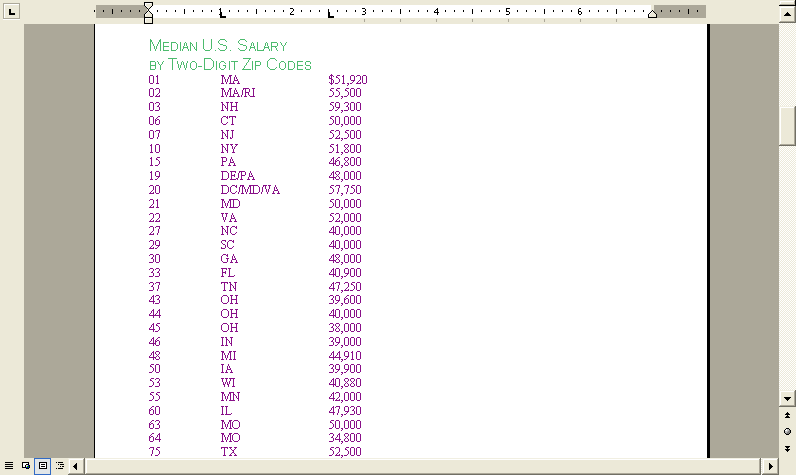 1 2 3 4 5 6
MEDIAN U.S. SALARY
BY TWO-DIGIT ZIP CODES
01 MA $51,920
02 MA/RI 55,500
03 NH 59,300
06 CT 50,000
07 NJ 52,500
10 NY 51,800
15 PA 46,800
19 DE/PA 48,000
20 DC/MD/VA 57,750
21 MD 50,000
22 VA 52,000
27 NC 40,000
29 SC 40,000
30 GA 48,000
33 FL 40,900
37 TN 47,250
43 OH 39,600
44 OH 40,000
45 OH 38,000
46 IN 39,000
48 MI 44,910
50 IA 39,900
53 WI 40,880
55 MN 42,000
60 IL 47,930
63 MO 50,000
64 MO 34,800
75 TX 52,500